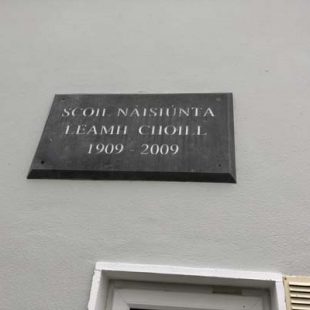 SCOIL NÁISIÚNTA
LEAMH CHOILL
1909 - 2009